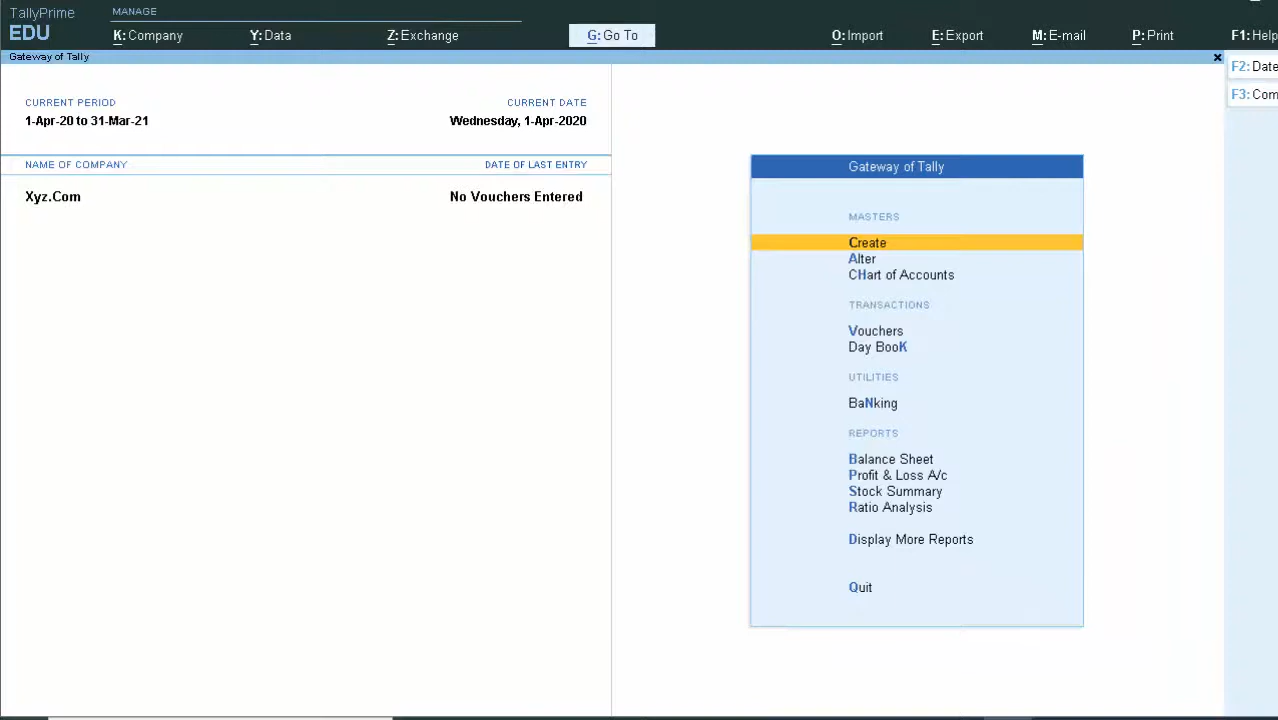 TallyPrime
MANAGE
EDU
K: Company
Y: Data
Z: Exchange
G: Go To
O: Import
E: Export
M: E-mail
P: Print
F1: Help
Gateway of Tally
F2: Date
F3: Com
CURRENT PERIOD
CURRENT DATE
1-Apr-20 to 31-Mar-21
Wednesday, 1-Apr-2020
NAME OF COMPANY
DATE OF LAST ENTRY
Xyz.Com
No Vouchers Entered
Gateway of Tally
MASTERS
Create
Alter
CHart of Accounts
TRANSACTIONS
Vouchers
Day BooK
UTILITIES
BaNking
REPORTS
Balance Sheet
Profit & Loss A/c
Stock Summary
Ratio Analysis
Display More Reports
Quit